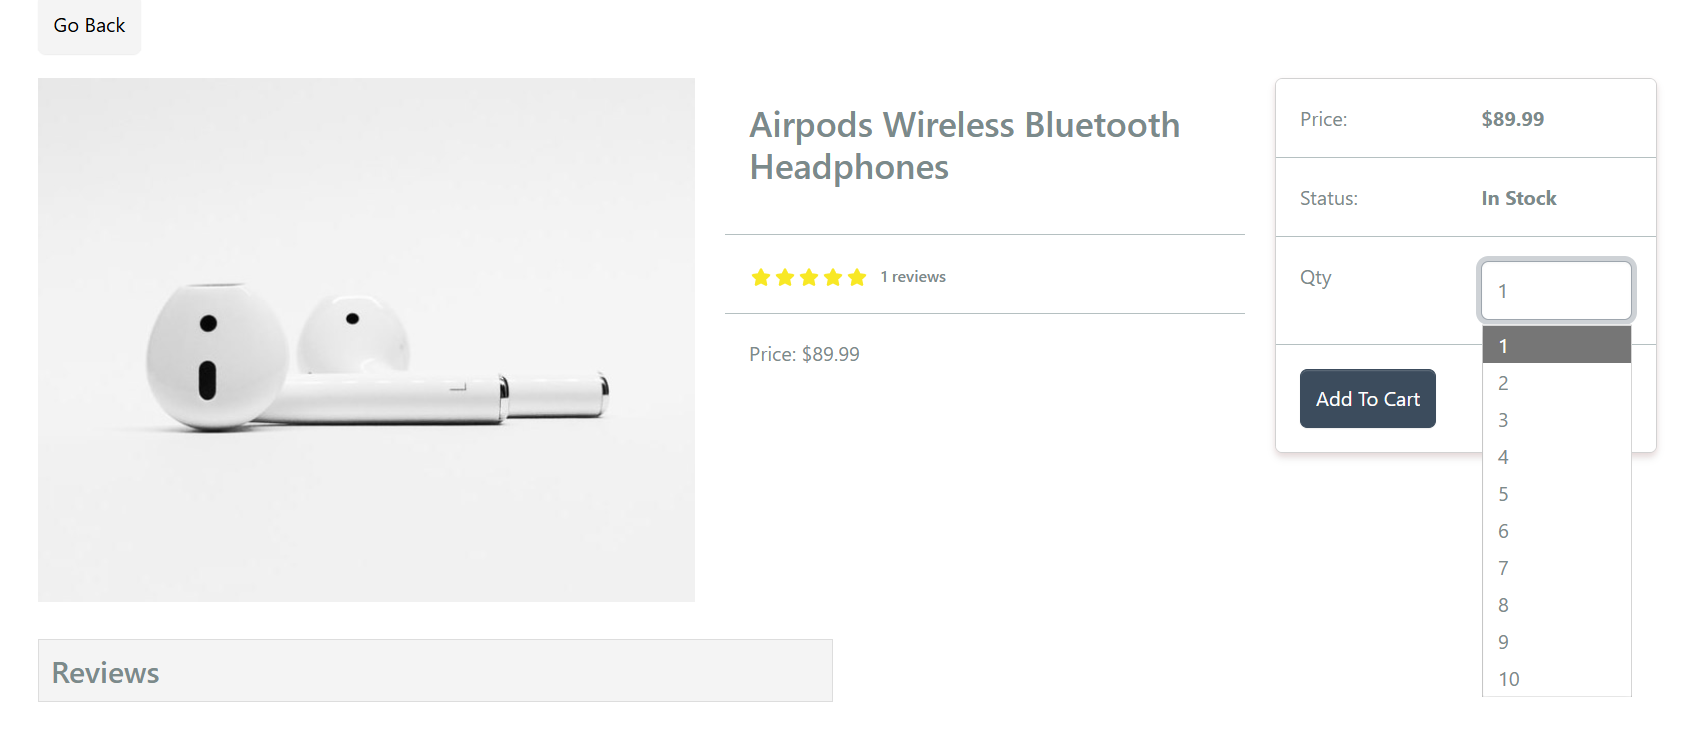 Go Back
Airpods Wireless Bluetooth
Headphones
1 reviews
Price: $89.99
Price: $89.99
Status: In Stock
Qty 1
1
2
3
4
5
6
7
8
9
10
Add To Cart
Reviews